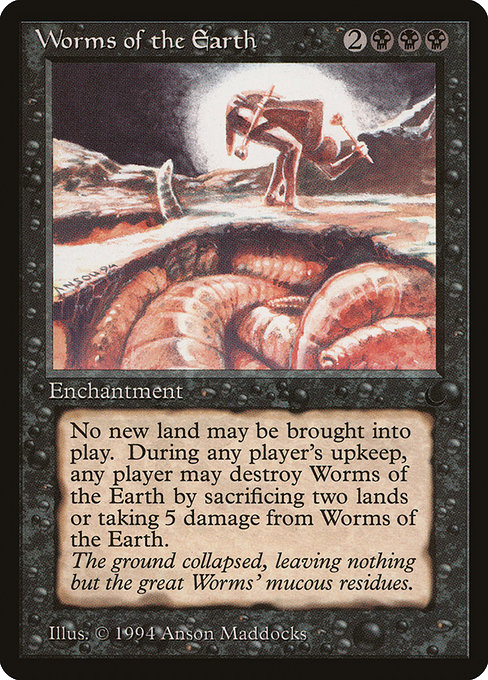 Worms of the Earth 2
ANSON M
Enchantment
No new land may be brought into
play. During any player's upkeep,
any player may destroy Worms of
the Earth by sacrificing two lands
or taking 5 damage from Worms of
the Earth.
The ground collapsed, leaving nothing
but the great Worms' mucous residues.
Illus. © 1994 Anson Maddocks